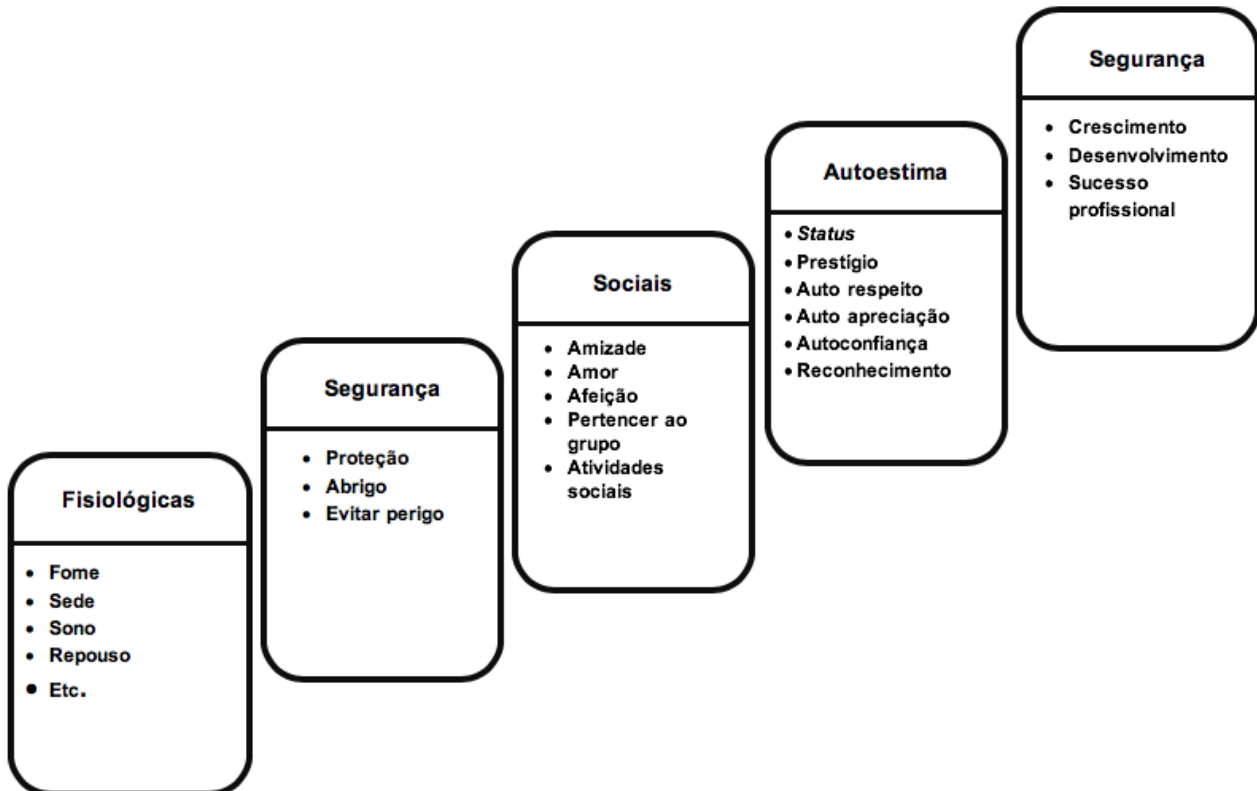 Fisiológicas
• Fome
• Sede
• Sono
• Repouso
• Etc.
Segurança
• Proteção
• Abrigo
• Evitar perigo
Sociais
• Amizade
• Amor
• Afeição
• Pertencer ao
grupo
• Atividades
sociais
Autoestima
• Status
• Prestígio
• Auto respeito
• Auto apreciação
• Autoconfiança
• Reconhecimento
Segurança
• Crescimento
• Desenvolvimento
• Sucesso
profissional